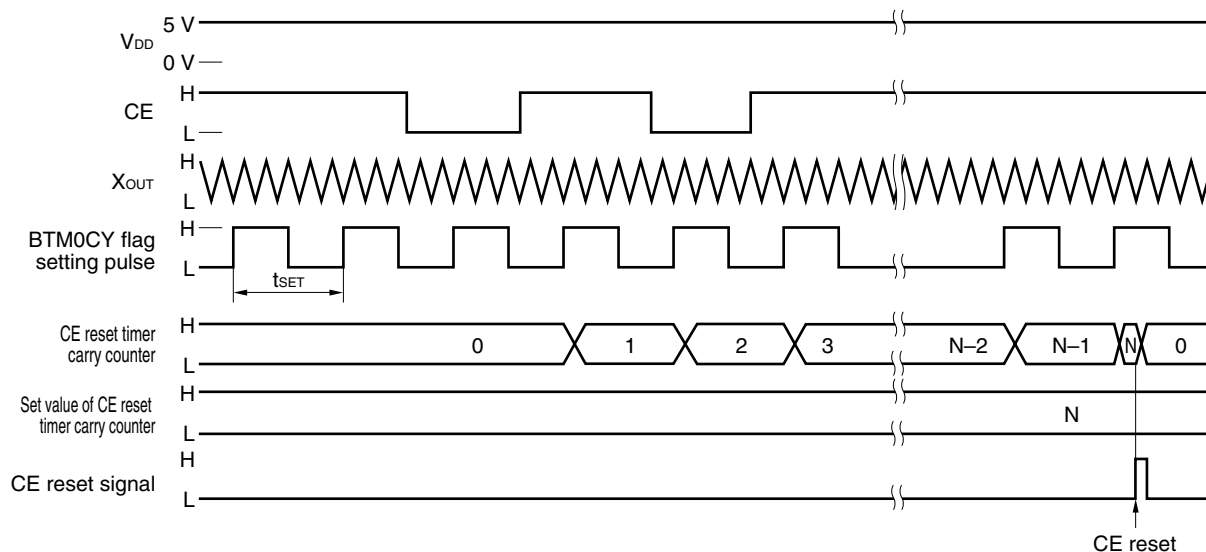 5 V
VDD
0 V
H
CE
L
H
XOUT
L
BTM0CY flag
setting pulse
H
L
tSET
CE reset timer
carry counter
H
L
0 1 2 3 N–2 N–1 N 0
Set value of CE reset
timer carry counter
H
L
N
H
CE reset signal
L
CE reset